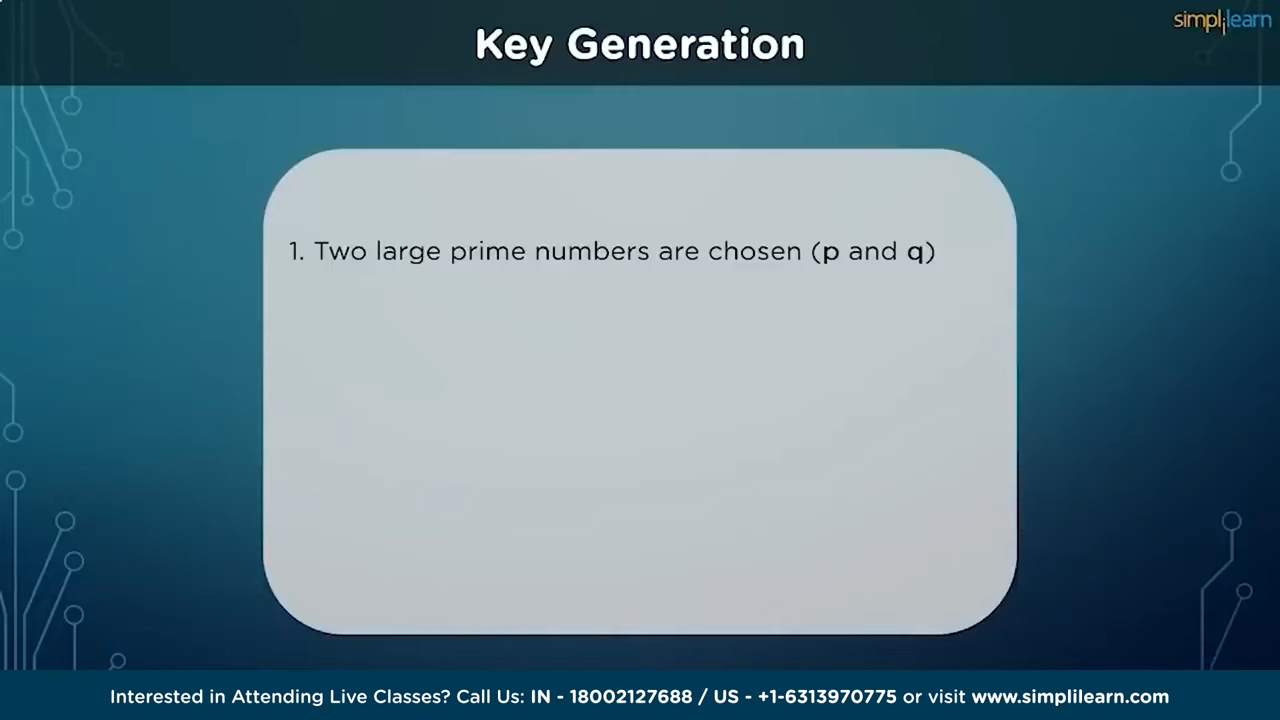 Key Generation
simplilearn
1. Two large prime numbers are chosen (p and q)
Interested in Attending Live Classes? Call Us: IN - 18002127688 / US - +1-6313970775 or visit www.simplilearn.com